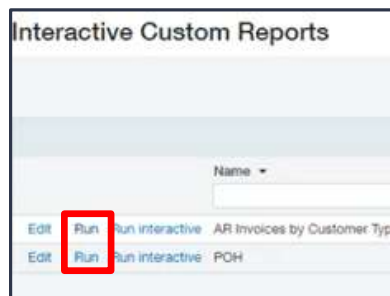 Interactive Custom Reports
Name
Edit Run Run interactive AR Invoices by Customer Typ
Edit Run Run interactive POH